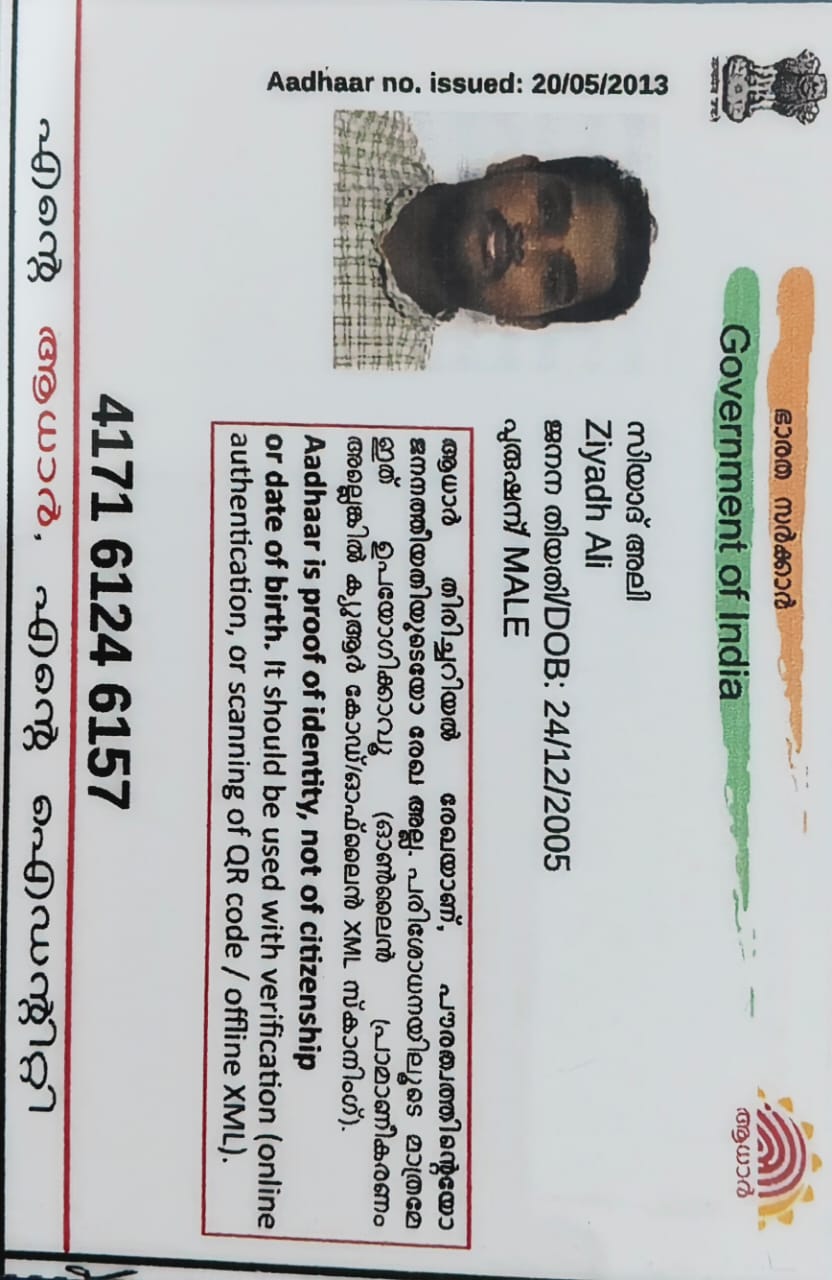 ഭാരത സർക്കാർ
Government of India
Aadhaar no. issued: 20/05/2013
സിയാദ് അലി
Ziyadh Ali
ജനന തിയതി/DOB: 24/12/2005
പുരുഷൻ/ MALE
ആധാർ തിരിച്ചറിയൽ രേഖയാണ്, പൗരത്വത്തിന്റെയോ
ജനനത്തീയതിയുടെയോ രേഖ അല്ല. പരിശോധനയിലൂടെ മാത്രമേ
ഇത് ഉപയോഗിക്കാവൂ (ഓൺലൈൻ പ്രാമാണീകരണം
അല്ലെങ്കിൽ ക്യൂആർ കോഡ്/ഓഫ്‌ലൈൻ XML സ്കാനിംഗ്).
Aadhaar is proof of identity, not of citizenship
or date of birth. It should be used with verification (online
authentication, or scanning of QR code / offline XML).
ആധാർ
4171 6124 6157
എന്റെ ആധാർ, എന്റെ ഐഡന്റിറ്റി